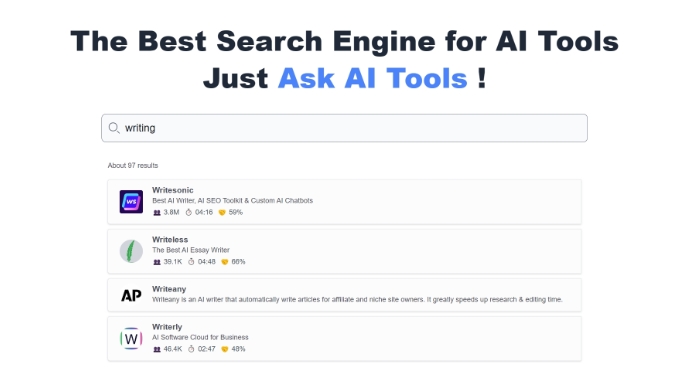 The Best Search Engine for AI Tools
Just Ask AI Tools !
writing
About 97 results
WS
Writesonic
Best AI Writer, AI SEO Toolkit & Custom AI Chatbots
3.8M 04:16 59%
Writeless
The Best AI Essay Writer
39.1K 04:48 66%
AP
Writeany
Writeany is an AI writer that automatically write articles for affiliate and niche site owners. It greatly speeds up research & editing time.
W
Writerly
AI Software Cloud for Business
46.4K 02:47 48%